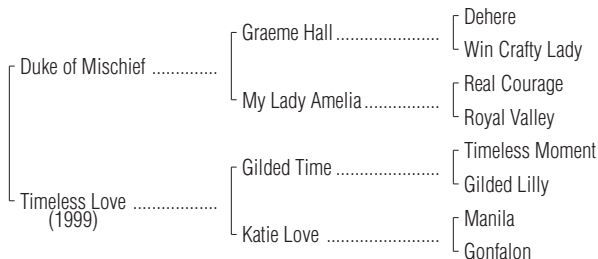 Dehere
Graeme Hall ....................
Win Crafty Lady
Duke of Mischief .............
Real Courage
My Lady Amelia ...............
Royal Valley
Timeless Moment
Gilded Time ....................
Gilded Lilly
Timeless Love .................
(1999)
Manila
Katie Love ......................
Gonfalon